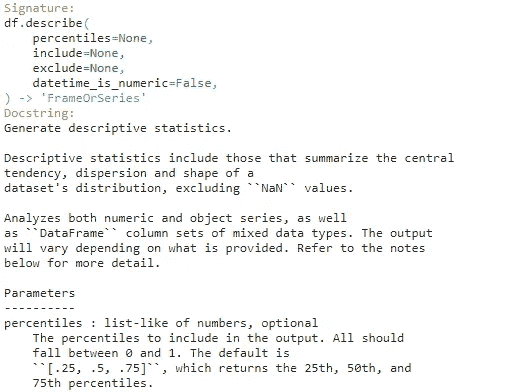 Signature:
df.describe(
    percentiles=None,
    include=None,
    exclude=None,
    datetime_is_numeric=False,
) -> 'FrameOrSeries'
Docstring:
Generate descriptive statistics.

Descriptive statistics include those that summarize the central
tendency, dispersion and shape of a
dataset's distribution, excluding ``NaN`` values.

Analyzes both numeric and object series, as well
as ``DataFrame`` column sets of mixed data types. The output
will vary depending on what is provided. Refer to the notes
below for more detail.

Parameters
----------
percentiles : list-like of numbers, optional
    The percentiles to include in the output. All should
    fall between 0 and 1. The default is
    ``[.25, .5, .75]``, which returns the 25th, 50th, and
    75th percentiles.